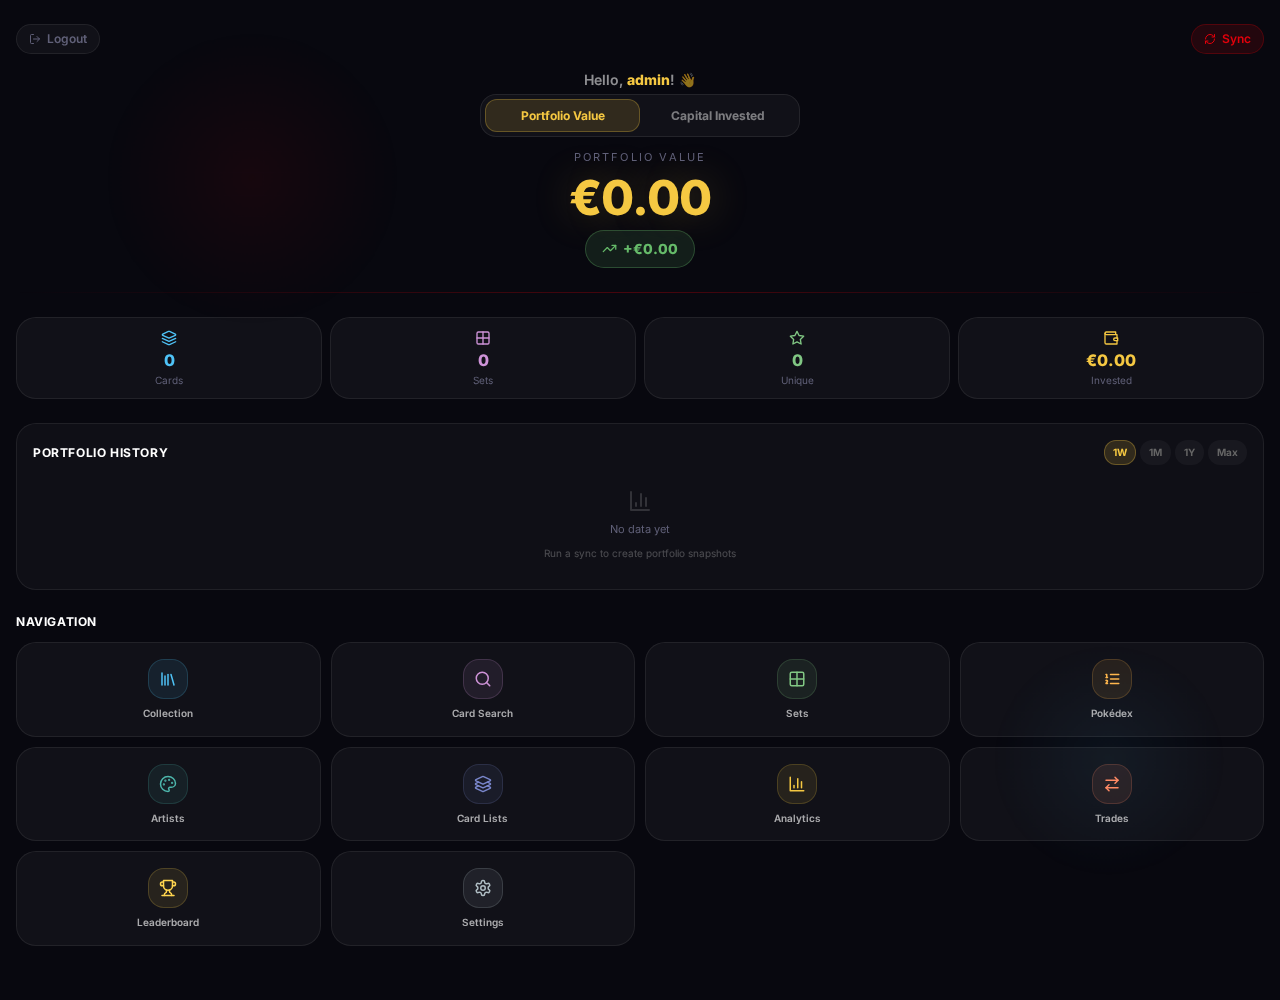 Logout
Sync
Hello, admin! 👋
Portfolio Value
Capital Invested
PORTFOLIO VALUE
€0.00
+€0.00
0
Cards
0
Sets
0
Unique
€0.00
Invested
PORTFOLIO HISTORY
1W
1M
1Y
Max
No data yet
Run a sync to create portfolio snapshots
NAVIGATION
Collection
Card Search
Sets
Pokédex
Artists
Card Lists
Analytics
Trades
Leaderboard
Settings